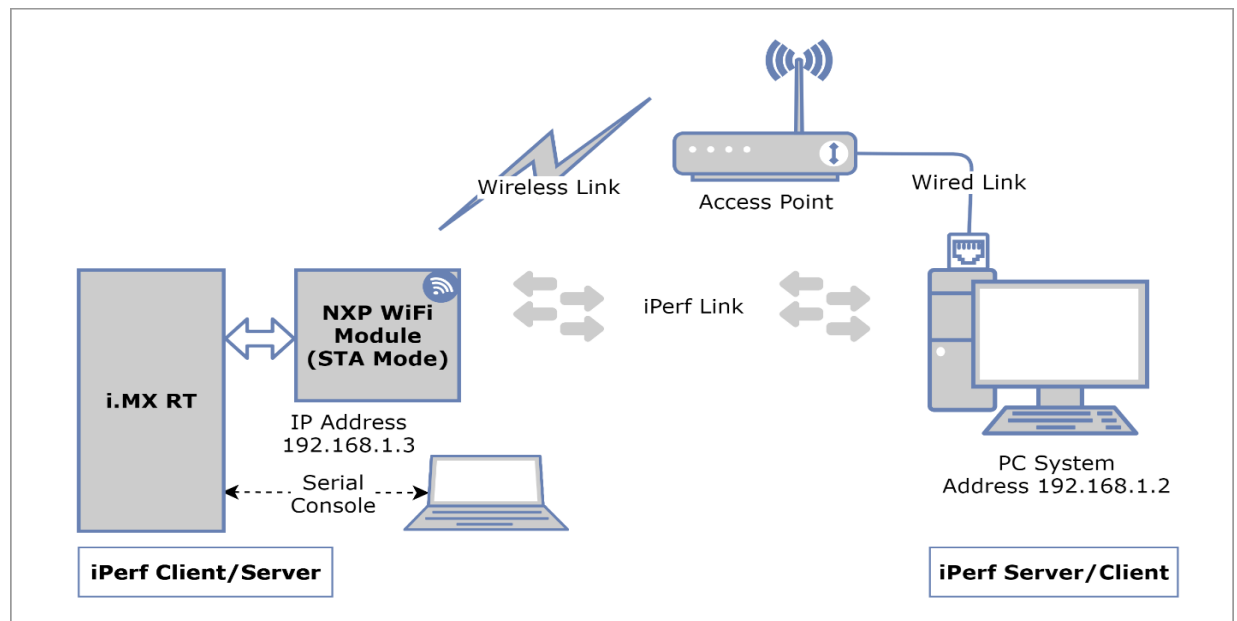 Wireless Link
Access Point
Wired Link
NXP WiFi
Module
(STA Mode)
iPerf Link
i.MX RT
IP Address
192.168.1.3
Serial
Console
PC System
Address 192.168.1.2
iPerf Client/Server
iPerf Server/Client